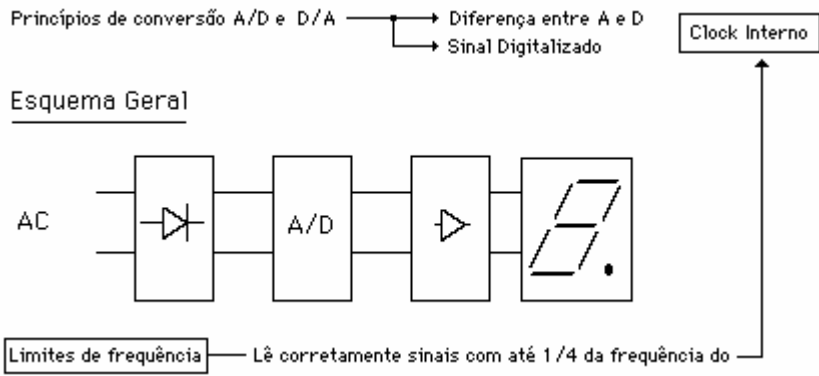 Princípios de conversão A/D e D/A
Diferença entre A e D
Sinal Digitalizado
Clock Interno
Esquema Geral
AC
A/D
Limites de frequência
Lê corretamente sinais com até 1/4 da frequência do